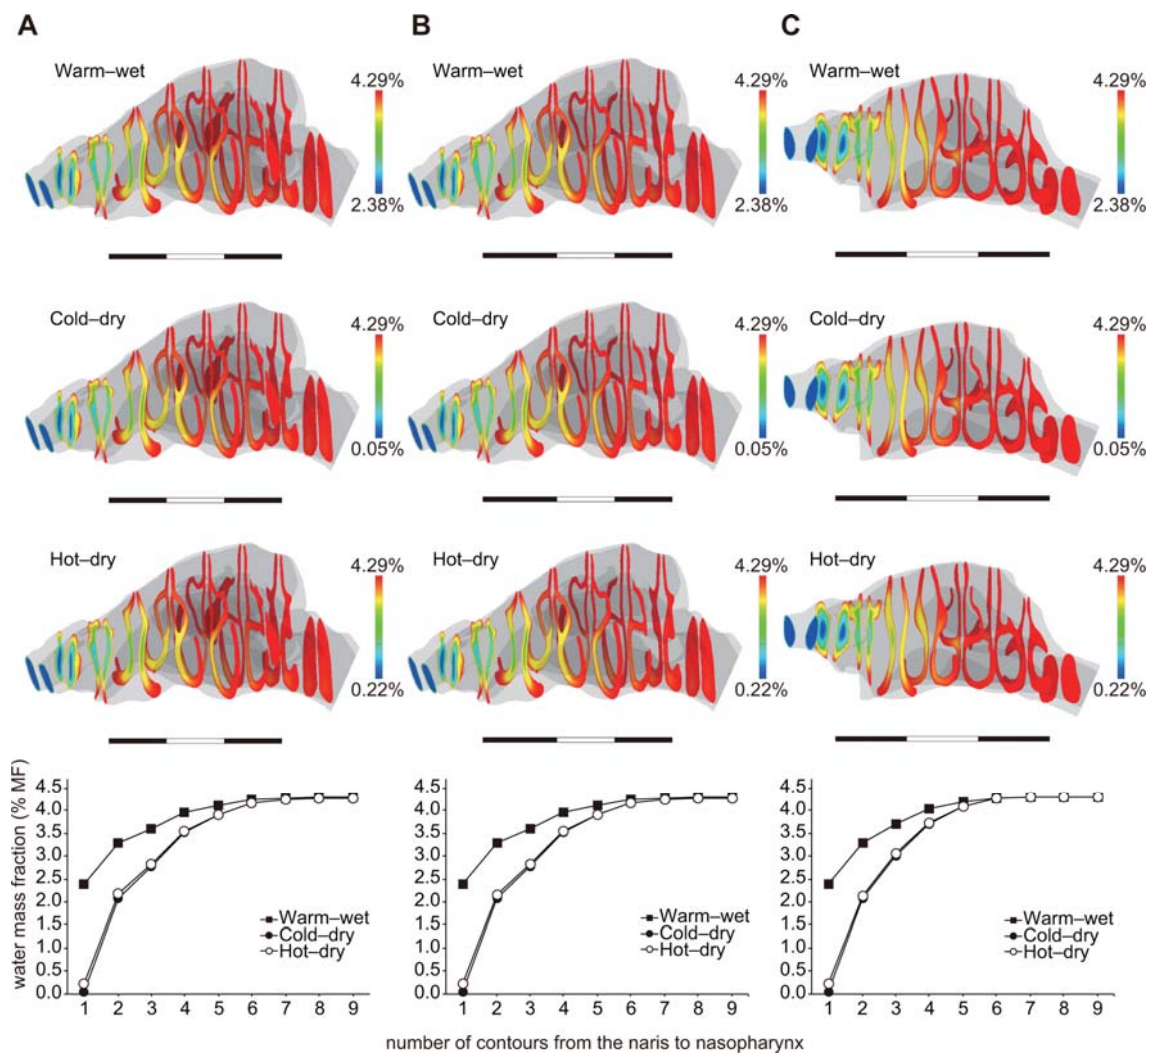 A
B
C
Warm–wet
4.29%
2.38%
Warm–wet
4.29%
2.38%
Warm–wet
4.29%
2.38%
Cold–dry
4.29%
0.05%
Cold–dry
4.29%
0.05%
Cold–dry
4.29%
0.05%
Hot–dry
4.29%
0.22%
Hot–dry
4.29%
0.22%
Hot–dry
4.29%
0.22%
water mass fraction (% MF)
4.5
4.0
3.5
3.0
2.5
2.0
1.5
1.0
0.5
0.0
Warm–wet
Cold–dry
Hot–dry
1 2 3 4 5 6 7 8 9
4.5
4.0
3.5
3.0
2.5
2.0
1.5
1.0
0.5
0.0
Warm–wet
Cold–dry
Hot–dry
1 2 3 4 5 6 7 8 9
4.5
4.0
3.5
3.0
2.5
2.0
1.5
1.0
0.5
0.0
Warm–wet
Cold–dry
Hot–dry
1 2 3 4 5 6 7 8 9
number of contours from the naris to nasopharynx